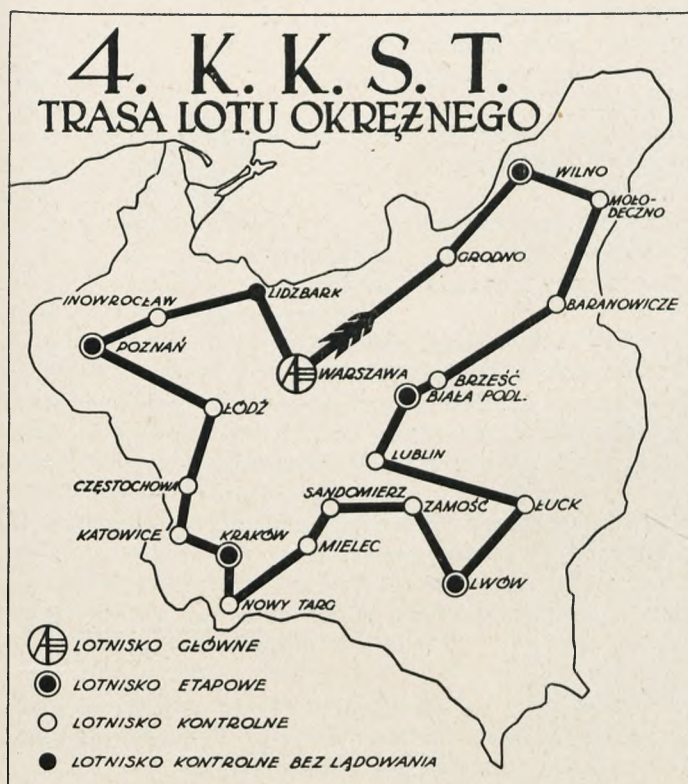 4. K. K. S. T.
TRASA LOTU OKRĘŻNEGO
WILNO
MOŁO-
DECZNO
GRODNO
LIDZBARK
INOWROCŁAW
BARANOWICZE
POZNAŃ
WARSZAWA
BRZEŚĆ
BIAŁA PODL.
ŁÓDŹ
LUBLIN
CZĘSTOCHOWA
SANDOMIERZ
ZAMOŚĆ
ŁUCK
KATOWICE
KRAKÓW
MIELEC
LWÓW
NOWY TARG
LOTNISKO GŁÓWNE
LOTNISKO ETAPOWE
LOTNISKO KONTROLNE
LOTNISKO KONTROLNE BEZ LĄDOWANIA